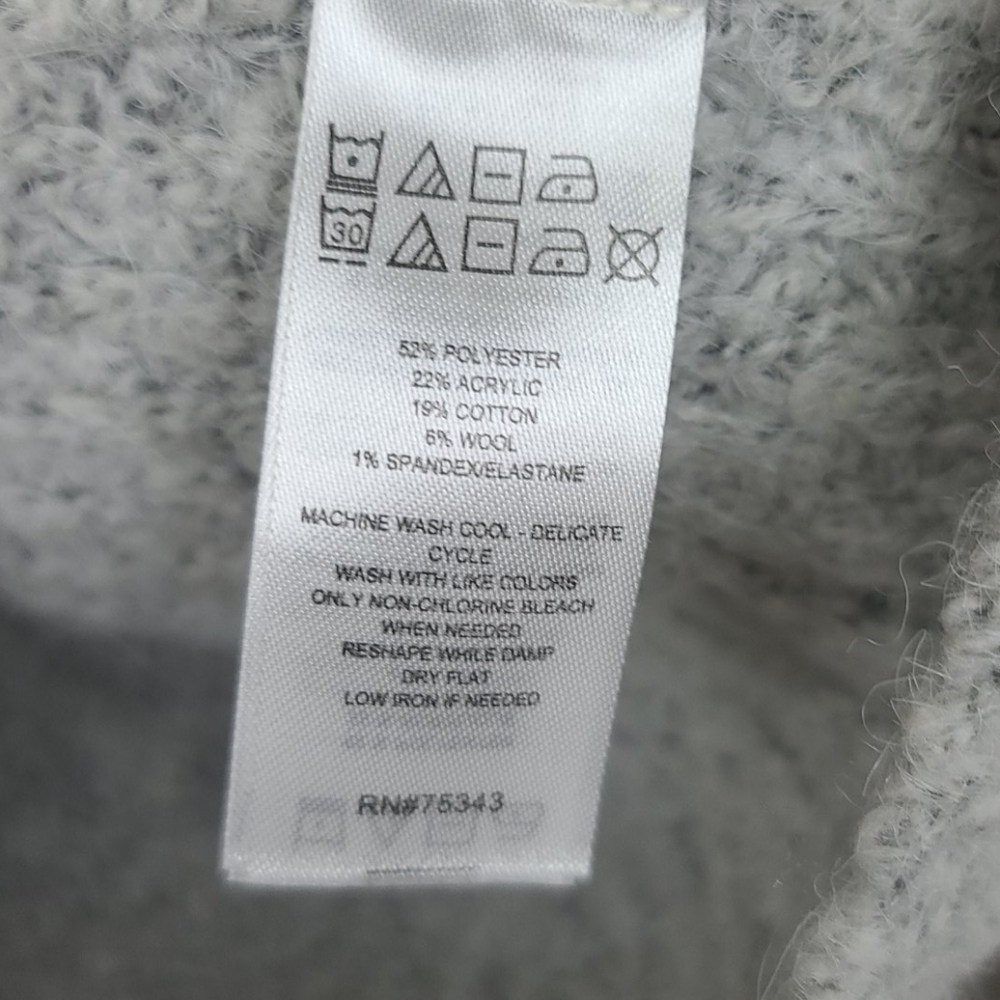 30
52% POLYESTER
22% ACRYLIC
19% COTTON
6% WOOL
1% SPANDEX/ELASTANE
MACHINE WASH COOL - DELICATE
CYCLE
WASH WITH LIKE COLORS
ONLY NON-CHLORINE BLEACH
WHEN NEEDED
RESHAPE WHILE DAMP
DRY FLAT
LOW IRON IF NEEDED
RN#75343